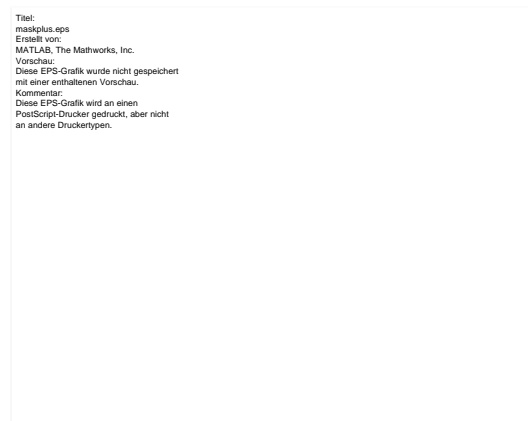 Titel:
maskplus.eps
Erstellt von:
MATLAB, The Mathworks, Inc.
Vorschau:
Diese EPS-Grafik wurde nicht gespeichert
mit einer enthaltenen Vorschau.
Kommentar:
Diese EPS-Grafik wird an einen
PostScript-Drucker gedruckt, aber nicht
an andere Druckertypen.